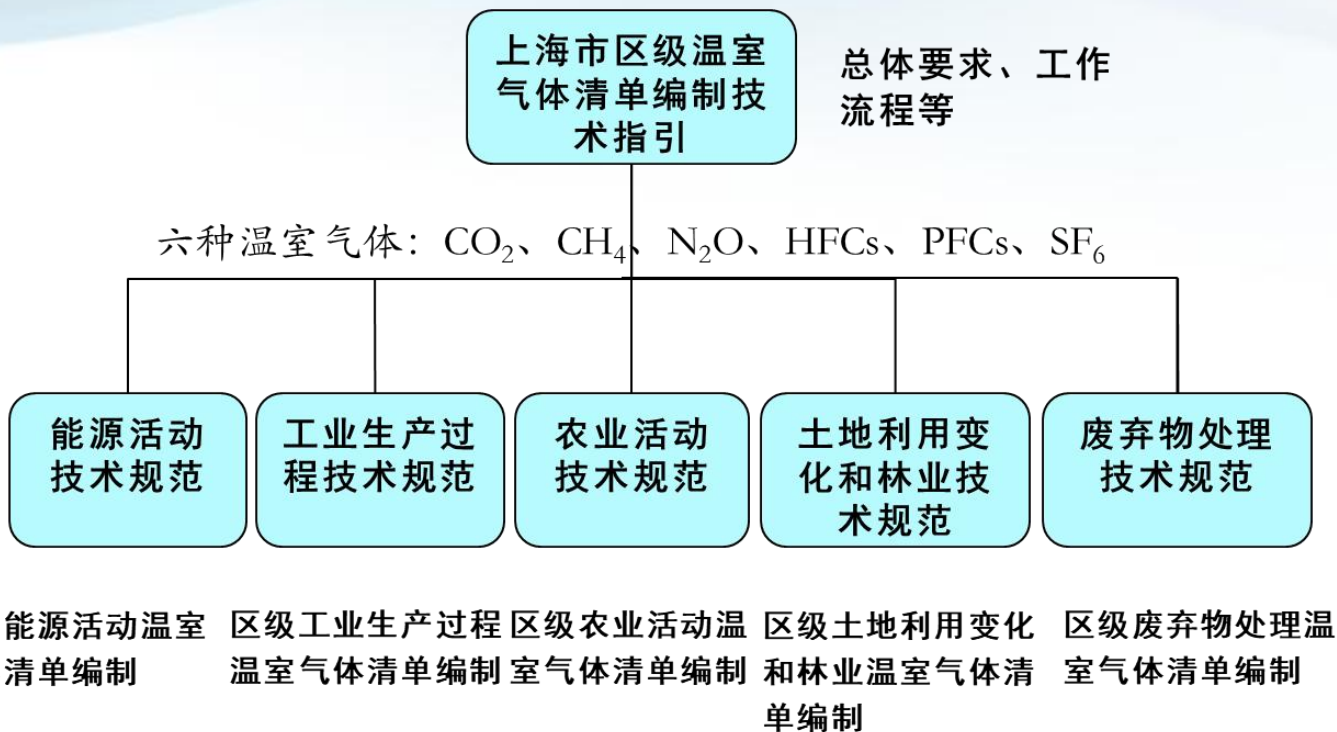 上海市区级温室
气体清单编制技
术指引
总体要求、工作
流程等
六种温室气体：CO₂、CH₄、N₂O、HFCs、PFCs、SF₆
能源活动
技术规范
工业生产过
程技术规范
农业活动
技术规范
土地利用变
化和林业技
术规范
废弃物处理
技术规范
能源活动温室
清单编制
区级工业生产过程
温室气体清单编制
区级农业活动温
室气体清单编制
区级土地利用变化
和林业温室气体清
单编制
区级废弃物处理温
室气体清单编制